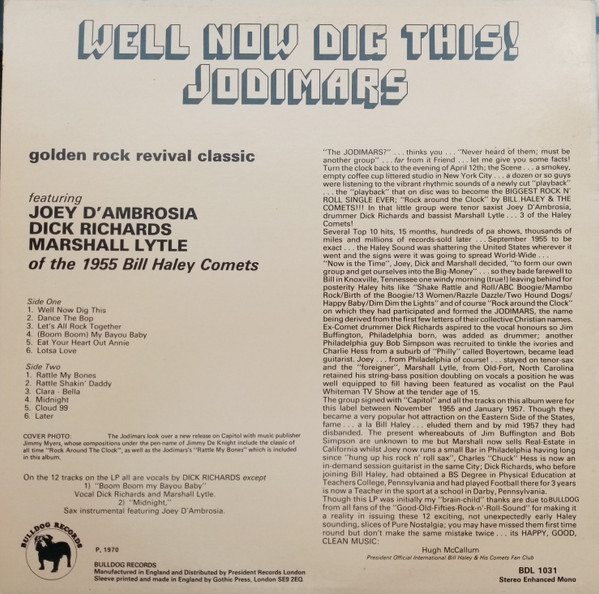 WELL NOW DIG THIS!
JODIMARS
golden rock revival classic
featuring
JOEY D'AMBROSIA
DICK RICHARDS
MARSHALL LYTLE
of the 1955 Bill Haley Comets
Side One
1. Well Now Dig This
2. Dance The Bop
3. Let's All Rock Together
4. (Boom Boom) My Bayou Baby
5. Eat Your Heart Out Annie
6. Lotsa Love
Side Two
1. Rattle My Bones
2. Rattle Shakin' Daddy
3. Clara - Bella
4. Midnight
5. Cloud 99
6. Later
COVER PHOTO: The Jodimars look over a new release on Capitol with music publisher
Jimmy Myers, whose compositions under the pen-name of Jimmy De Knight include the classic of
all time "Rock Around The Clock", as well as the Jodimars's "Rattle My Bones" which is included
in this album.
On the 12 tracks on the LP all are vocals by DICK RICHARDS except
1) "Boom Boom my Bayou Baby"
Vocal Dick Richards and Marshall Lytle.
2) "Midnight,"
Sax instrumental featuring Joey D'Ambrosia.
"The JODIMARS?" . . . thinks you . . . "Never heard of them; must be
another group" . . . far from it Friend . . . let me give you some facts!
Turn the clock back to the evening of April 12th; the Scene . . . a smokey,
empty coffee cup littered studio in New York City . . . a dozen or so guys
were listening to the vibrant rhythmic sounds of a newly cut "playback"
. . . the "playback" that on disc was to become the BIGGEST ROCK N'
ROLL SINGLE EVER; "Rock around the Clock" by BILL HALEY & THE
COMETS!!! In that little group were tenor saxist Joey D'Ambrosia,
drummer Dick Richards and bassist Marshall Lytle . . . 3 of the Haley
Comets!
Several Top 10 hits, 15 months, hundreds of pa shows, thousands of
miles and millions of records-sold later . . . September 1955 to be
exact . . . the Haley Sound was shattering the United States wherever it
went and the signs were it was going to spread World-Wide . . .
"Now is the Time", Joey, Dick and Marshall decided, "to form our own
group and get ourselves into the Big-Money" . . . so they bade farewell to
Bill in Knoxville, Tennessee one windy morning (true!) leaving behind for
posterity Haley hits like "Shake Rattle and Roll/ABC Boogie/Mambo
Rock/Birth of the Boogie/13 Women/Razzle Dazzle/Two Hound Dogs/
Happy Baby/Dim Dim the Lights" and of course "Rock around the Clock"
on which they had participated and formed the JODIMARS, the name
being derived from the first few letters of their collective Christian names.
Ex-Comet drummer Dick Richards aspired to the vocal honours so Jim
Buffington, Philadelphia born, was added as drummer; another
Philadelphia guy Bob Simpson was recruited to tinkle the ivories and
Charlie Hess from a suburb of "Philly" called Boyertown, became lead
guitarist. Joey . . . from Philadelphia of course! . . . stayed on tenor-sax
and the "foreigner", Marshall Lytle, from Old-Fort, North Carolina
retained his string-bass position doubling on vocals a position he was
well equipped to fill having been featured as vocalist on the Paul
Whiteman TV Show at the tender age of 15.
The group signed with "Capitol" and all the tracks on this album were for
this label between November 1955 and January 1957. Though they
became a very popular hot attraction on the Eastern Side of the States,
fame . . . a la Bill Haley . . . eluded them and by mid 1957 they had
disbanded. The present whereabouts of Jim Buffington and Bob
Simpson are unknown to me but Marshall now sells Real-Estate in
California whilst Joey now runs a small Bar in Philadelphia having long
since "hung up his rock n' roll sax", Charles "Chuck" Hess is now an
in-demand session guitarist in the same City; Dick Richards, who before
joining Bill Haley, had obtained a BS Degree in Physical Education at
Teachers College, Pennsylvania and had played Football there for 3 years
is now a Teacher in the sport at a school in Darby, Pennsylvania.
Though this LP was initially my "brain-child" thanks are due to BULLDOG
from all fans of the "Good-Old-Fifties-Rock-n'-Roll-Sound" for making it
a reality in issuing these 12 exciting, not unexpectedly early Haley
sounding, slices of Pure Nostalgia; you may have missed them first time
round but don't make the same mistake twice . . . its HAPPY, GOOD,
CLEAN MUSIC:
Hugh McCallum
President Official International Bill Haley & His Comets Fan Club
BULLDOG RECORDS
P, 1970
BULLDOG RECORDS
Manufactured in England and Distributed by President Records London
Sleeve printed and made in England by Gothic Press, London SE9 2EQ
BDL 1031
Stereo Enhanced Mono